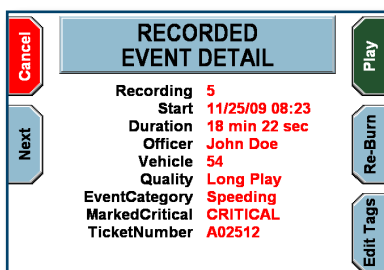 Cancel
RECORDED
EVENT DETAIL
Play
Next
Recording 5
Start 11/25/09 08:23
Duration 18 min 22 sec
Officer John Doe
Vehicle 54
Quality Long Play
EventCategory Speeding
MarkedCritical CRITICAL
TicketNumber A02512
Re-Burn
Edit Tags